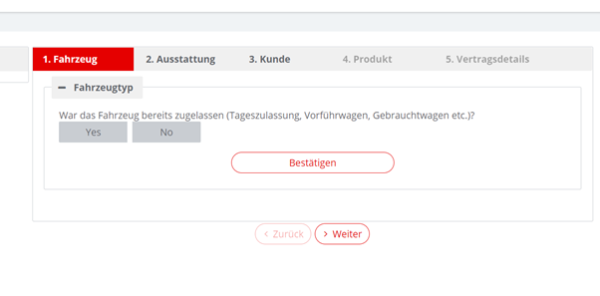 1. Fahrzeug 2. Ausstattung 3. Kunde 4. Produkt 5. Vertragsdetails
− Fahrzeugtyp
War das Fahrzeug bereits zugelassen (Tageszulassung, Vorführwagen, Gebrauchtwagen etc.)?
Yes No
Bestätigen
< Zurück > Weiter